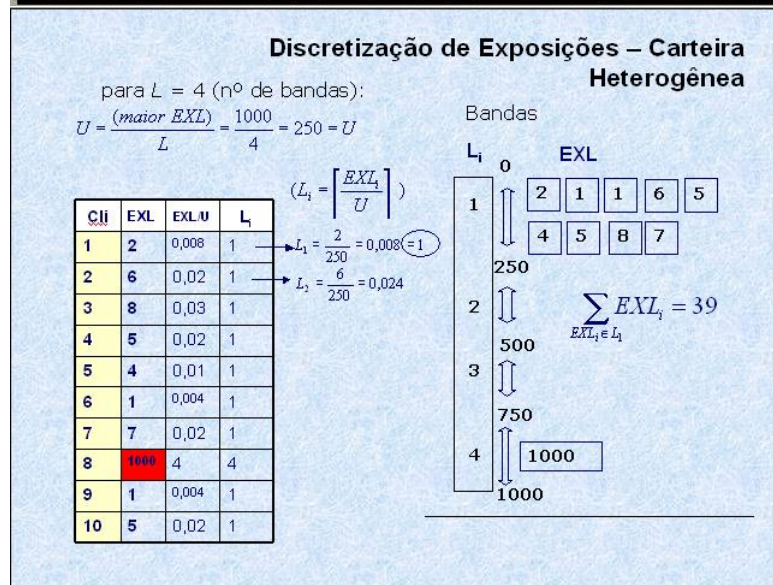 Discretização de Exposições – Carteira
Heterogênea
para L = 4 (nº de bandas):
U = (maior EXL) / L = 1000 / 4 = 250 = U
(L_i = ⌈EXL_i / U⌉ )
Cli EXL EXL/U L_i
1 2 0,008 1
2 6 0,02 1
3 8 0,03 1
4 5 0,02 1
5 4 0,01 1
6 1 0,004 1
7 7 0,02 1
8 1000 4 4
9 1 0,004 1
10 5 0,02 1
L_1 = 2 / 250 = 0,008 = 1
L_2 = 6 / 250 = 0,024
Bandas
L_i EXL
0
1
2 1 1 6 5
4 5 8 7
250
2
500
3
750
4
1000
1000
∑ EXL_i = 39
EXL_i ∈ L_1